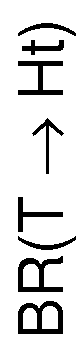 BR(T → Ht)